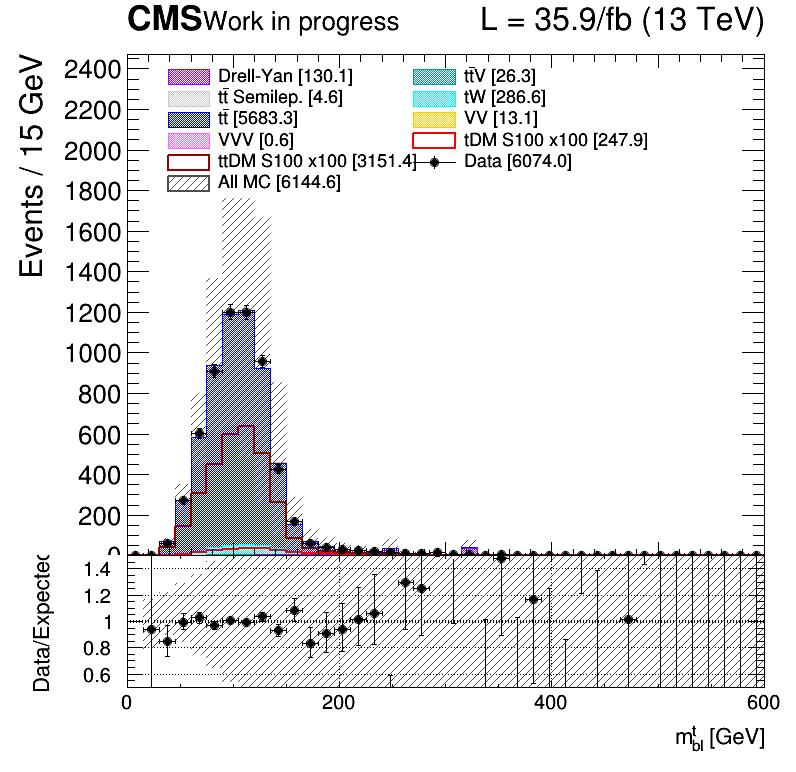 CMS Work in progress L = 35.9/fb (13 TeV)
Events / 15 GeV
2400
2200
2000
1800
1600
1400
1200
1000
800
600
400
200
0
Drell-Yan [130.1] tt̄V [26.3]
tt̄ Semilep. [4.6] tW [286.6]
tt̄ [5683.3] VV [13.1]
VVV [0.6] tDM S100 x100 [247.9]
ttDM S100 x100 [3151.4] Data [6074.0]
All MC [6144.6]
Data/Expected
1.4
1.2
1
0.8
0.6
0 200 400 600
m^t_bl [GeV]